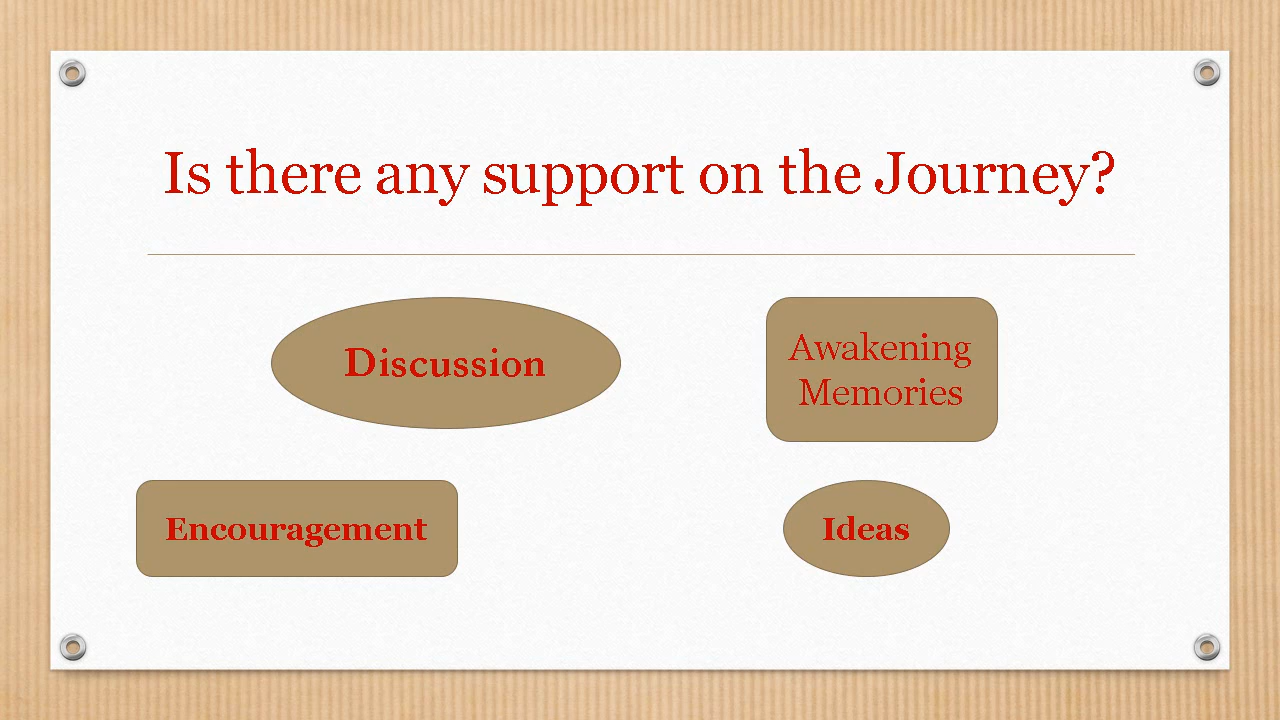 Is there any support on the Journey?
Discussion
Awakening
Memories
Encouragement
Ideas